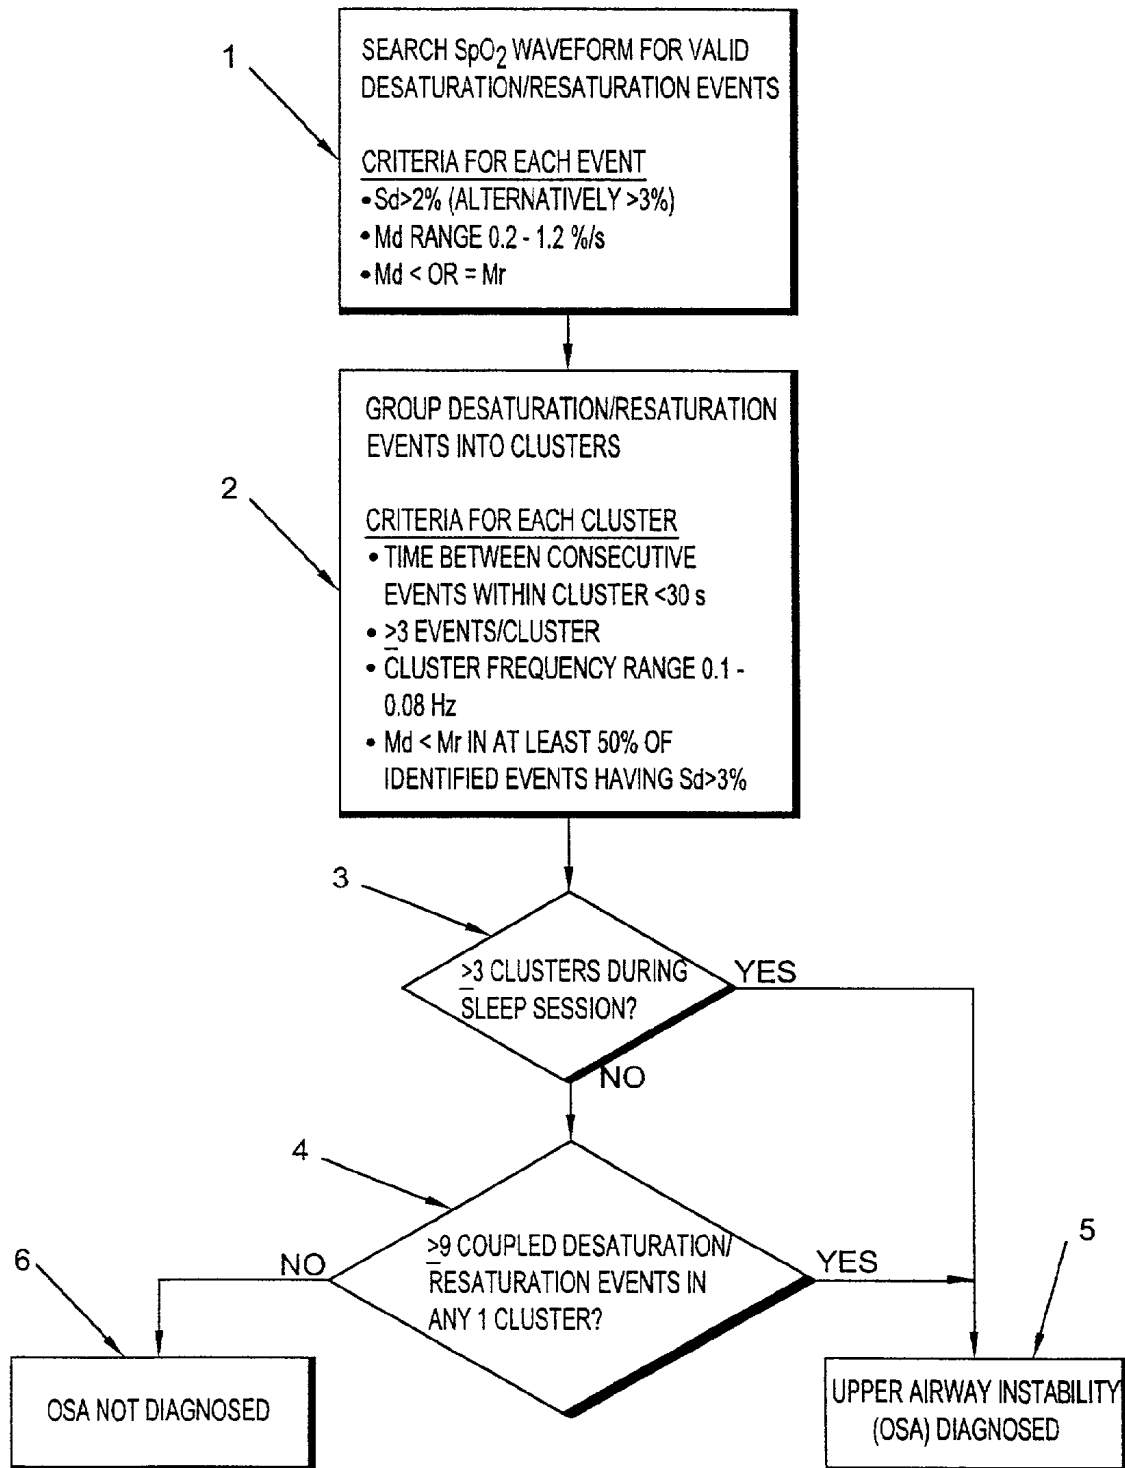 1
SEARCH SpO2 WAVEFORM FOR VALID
DESATURATION/RESATURATION EVENTS
CRITERIA FOR EACH EVENT
• Sd>2% (ALTERNATIVELY >3%)
• Md RANGE 0.2 - 1.2 %/s
• Md < OR = Mr
2
GROUP DESATURATION/RESATURATION
EVENTS INTO CLUSTERS
CRITERIA FOR EACH CLUSTER
• TIME BETWEEN CONSECUTIVE
EVENTS WITHIN CLUSTER <30 s
• ≥3 EVENTS/CLUSTER
• CLUSTER FREQUENCY RANGE 0.1 -
0.08 Hz
• Md < Mr IN AT LEAST 50% OF
IDENTIFIED EVENTS HAVING Sd>3%
3
≥3 CLUSTERS DURING
SLEEP SESSION?
YES
NO
4
≥9 COUPLED DESATURATION/
RESATURATION EVENTS IN
ANY 1 CLUSTER?
NO
YES
5
6
OSA NOT DIAGNOSED
UPPER AIRWAY INSTABILITY
(OSA) DIAGNOSED